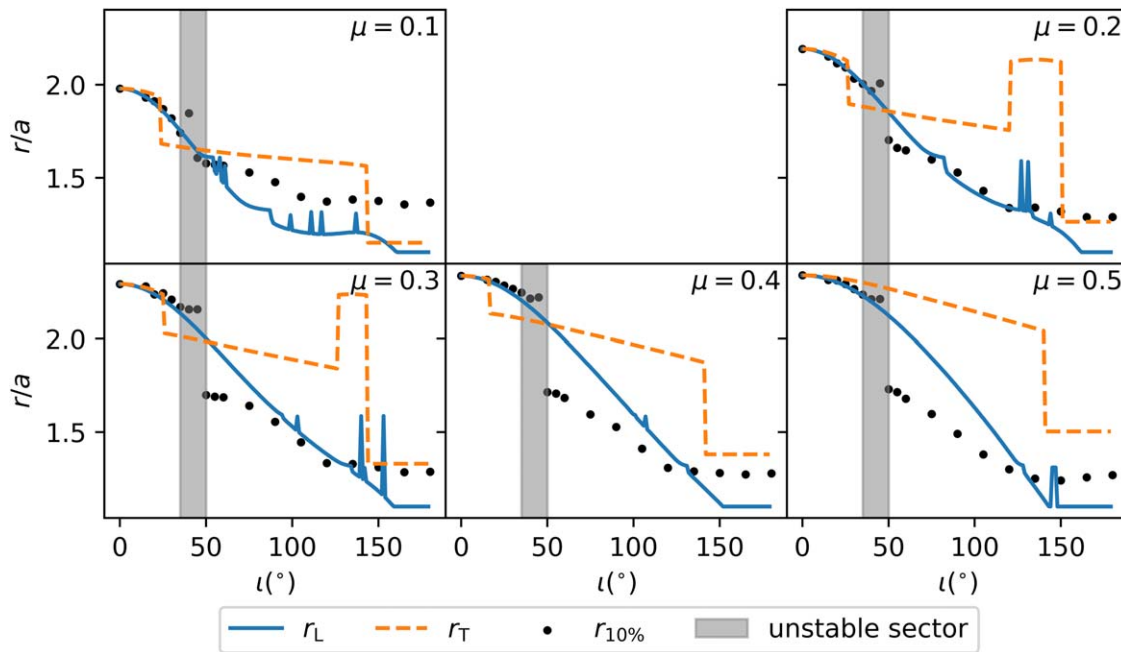 μ = 0.1
μ = 0.2
2.0
1.5
r/a
2.0
1.5
r/a
μ = 0.3
μ = 0.4
μ = 0.5
0 50 100 150
0 50 100 150
0 50 100 150
ι(°)
ι(°)
ι(°)
r_L r_T r_10% unstable sector